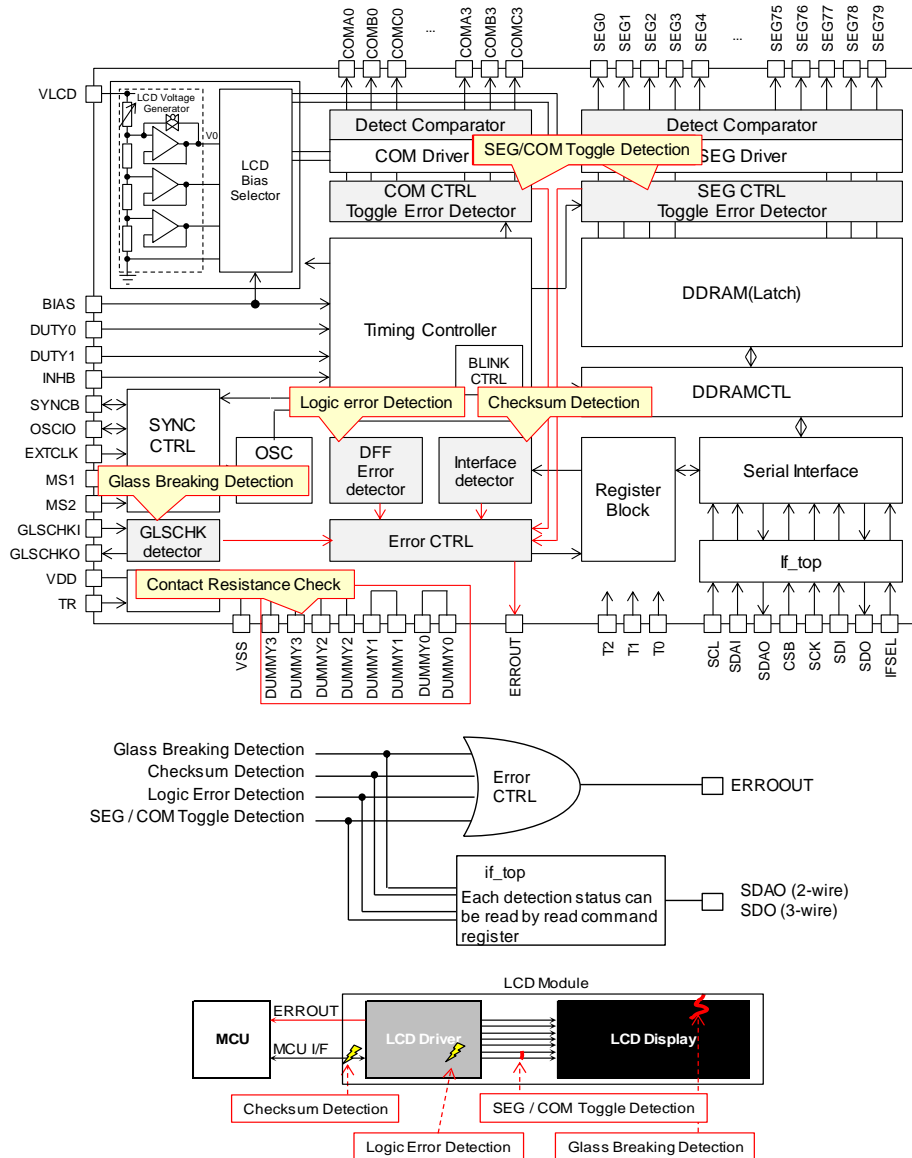 COMA0
COMB0
COMC0
...
COMA3
COMB3
COMC3
SEG0
SEG1
SEG2
SEG3
SEG4
...
SEG75
SEG76
SEG77
SEG78
SEG79
VLCD
LCD Voltage
Generator
V0
LCD
Bias
Selector
Detect Comparator
COM Driver
COM CTRL
Toggle Error Detector
SEG/COM Toggle Detection
Detect Comparator
SEG Driver
SEG CTRL
Toggle Error Detector
BIAS
DUTY0
DUTY1
INHB
SYNCB
OSCIO
EXTCLK
MS1
MS2
GLSCHKI
GLSCHKO
VDD
TR
Timing Controller
BLINK
CTRL
DDRAM(Latch)
DDRAMCTL
SYNC
CTRL
OSC
Logic error Detection
Checksum Detection
DFF
Error
detector
Interface
detector
Register
Block
Serial Interface
Glass Breaking Detection
GLSCHK
detector
Error CTRL
If_top
Contact Resistance Check
VSS
DUMMY3
DUMMY3
DUMMY2
DUMMY2
DUMMY1
DUMMY1
DUMMY0
DUMMY0
ERROUT
T2
T1
T0
SCL
SDAI
SDAO
CSB
SCK
SDI
SDO
IFSEL
Glass Breaking Detection
Checksum Detection
Logic Error Detection
SEG / COM Toggle Detection
Error
CTRL
ERROOUT
if_top
Each detection status can
be read by read command
register
SDAO (2-wire)
SDO (3-wire)
LCD Module
MCU
ERROUT
MCU I/F
LCD Driver
LCD Display
Checksum Detection
SEG / COM Toggle Detection
Logic Error Detection
Glass Breaking Detection